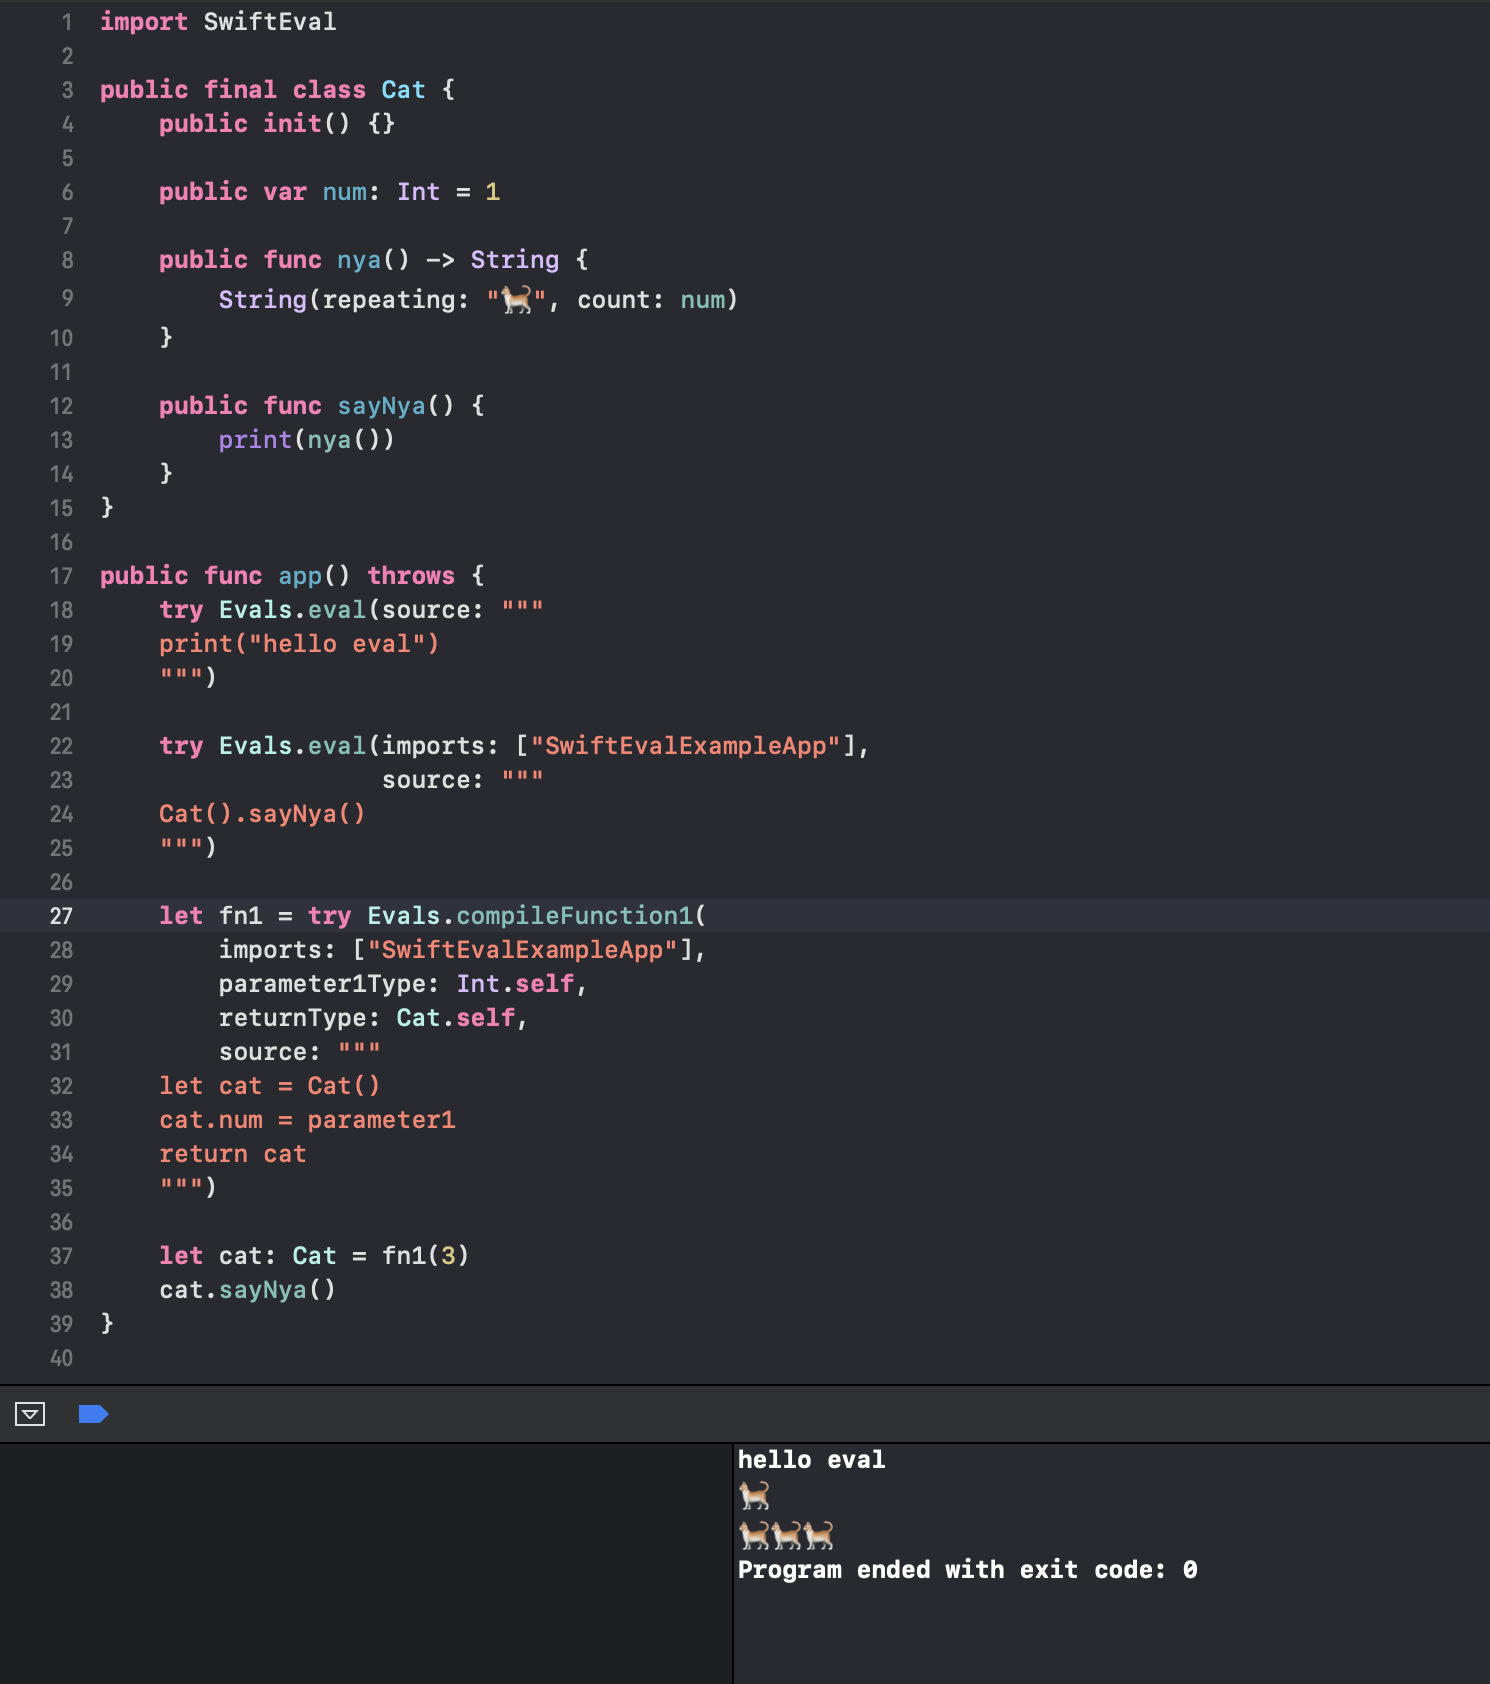 1 import SwiftEval
2
3 public final class Cat {
4     public init() {}
5
6     public var num: Int = 1
7
8     public func nya() -> String {
9         String(repeating: "🐈", count: num)
10     }
11
12     public func sayNya() {
13         print(nya())
14     }
15 }
16
17 public func app() throws {
18     try Evals.eval(source: """
19     print("hello eval")
20     """)
21
22     try Evals.eval(imports: ["SwiftEvalExampleApp"],
23                    source: """
24     Cat().sayNya()
25     """)
26
27     let fn1 = try Evals.compileFunction1(
28         imports: ["SwiftEvalExampleApp"],
29         parameter1Type: Int.self,
30         returnType: Cat.self,
31         source: """
32     let cat = Cat()
33     cat.num = parameter1
34     return cat
35     """)
36
37     let cat: Cat = fn1(3)
38     cat.sayNya()
39 }
40
hello eval
🐈
🐈🐈🐈
Program ended with exit code: 0